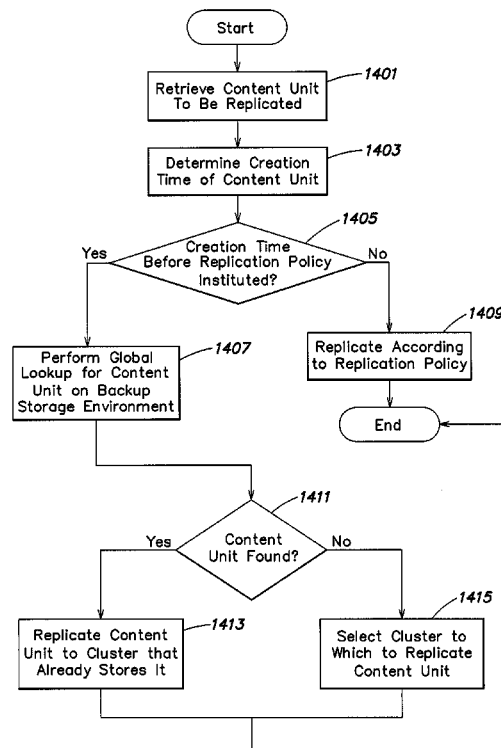 Start
1401
Retrieve Content Unit
To Be Replicated
1403
Determine Creation
Time of Content Unit
1405
Creation Time
Before Replication Policy
Instituted?
Yes
No
1407
Perform Global
Lookup for Content
Unit on Backup
Storage Environment
1409
Replicate According
to Replication Policy
End
1411
Content
Unit Found?
Yes
No
1413
Replicate Content
Unit to Cluster that
Already Stores It
1415
Select Cluster to
Which to Replicate
Content Unit